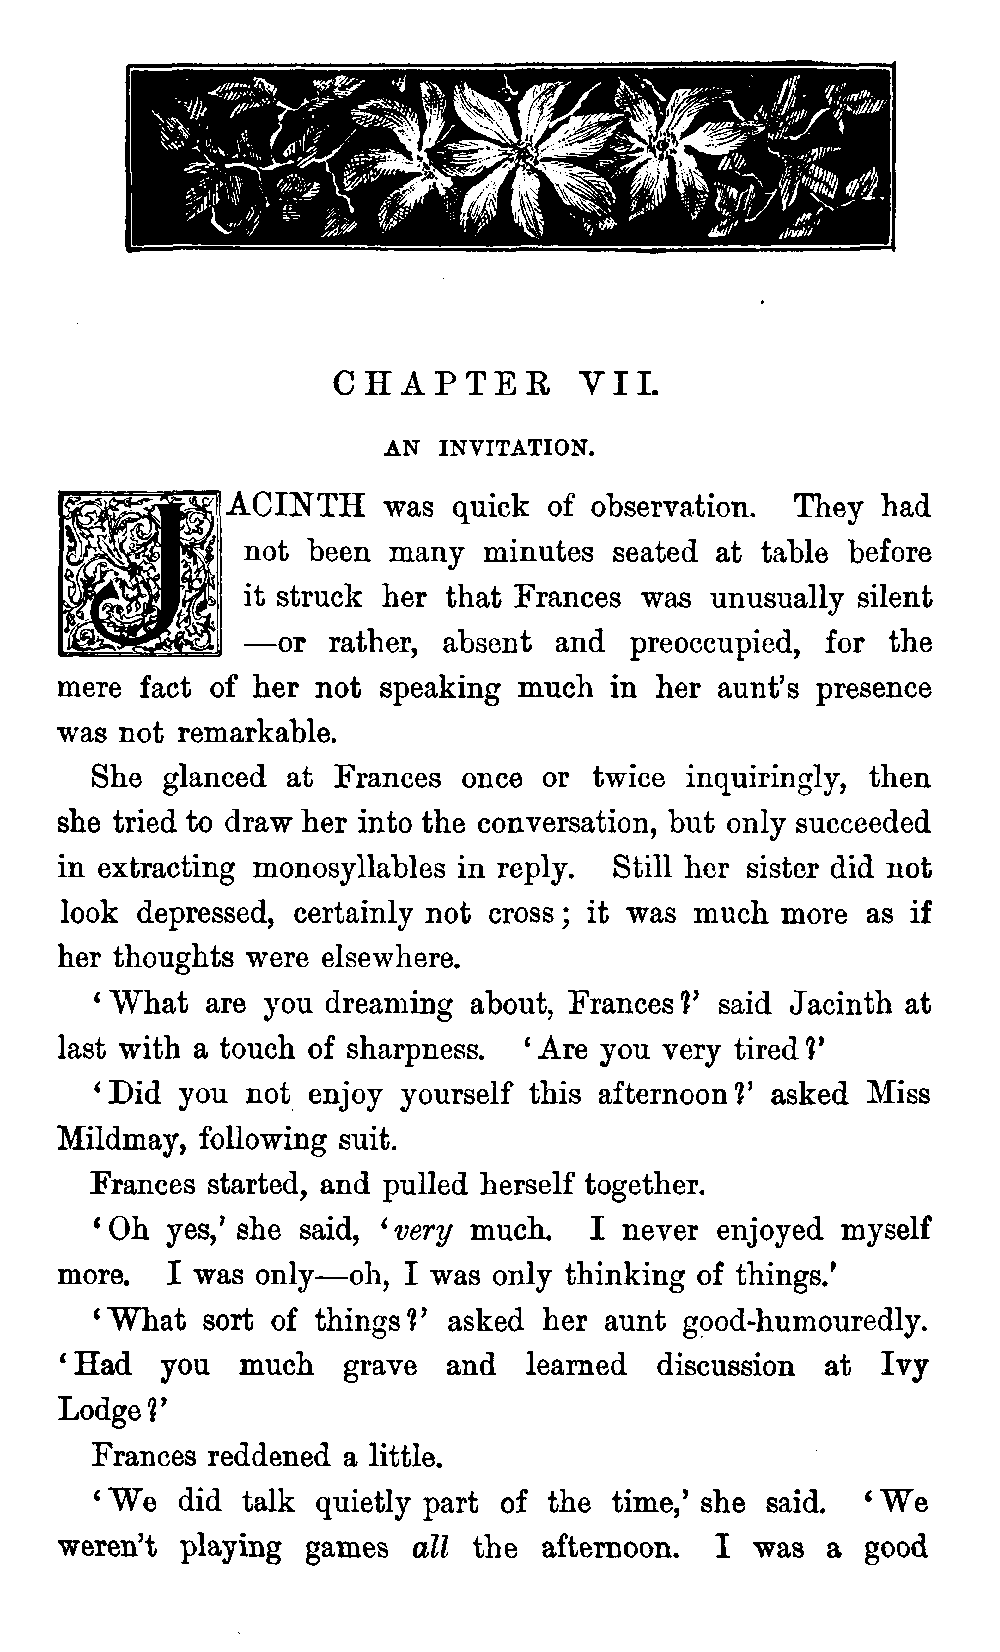 CHAPTER VII.
AN INVITATION.
JACINTH was quick of observation. They had
not been many minutes seated at table before
it struck her that Frances was unusually silent
—or rather, absent and preoccupied, for the
mere fact of her not speaking much in her aunt's presence
was not remarkable.
She glanced at Frances once or twice inquiringly, then
she tried to draw her into the conversation, but only succeeded
in extracting monosyllables in reply. Still her sister did not
look depressed, certainly not cross; it was much more as if
her thoughts were elsewhere.
‘What are you dreaming about, Frances?’ said Jacinth at
last with a touch of sharpness. ‘Are you very tired?’
‘Did you not enjoy yourself this afternoon?’ asked Miss
Mildmay, following suit.
Frances started, and pulled herself together.
‘Oh yes,’ she said, ‘very much. I never enjoyed myself
more. I was only—oh, I was only thinking of things.’
‘What sort of things?’ asked her aunt good-humouredly.
‘Had you much grave and learned discussion at Ivy
Lodge?’
Frances reddened a little.
‘We did talk quietly part of the time,’ she said. ‘We
weren't playing games all the afternoon. I was a good